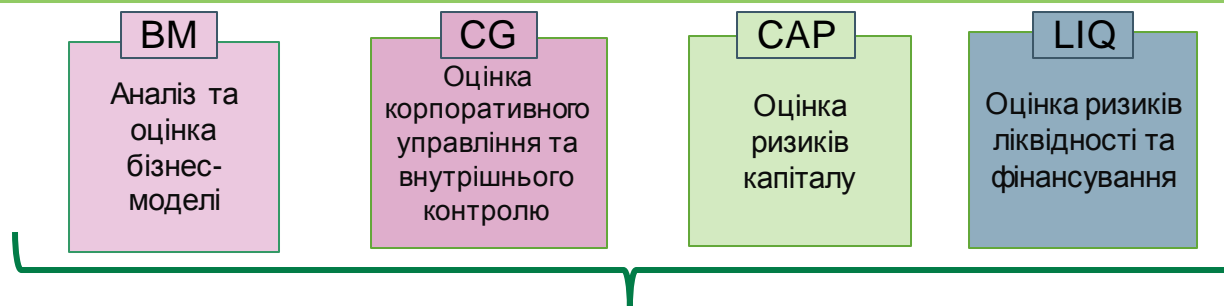 BM
Аналіз та
оцінка
бізнес-
моделі
CG
Оцінка
корпоративного
управління та
внутрішнього
контролю
CAP
Оцінка
ризиків
капіталу
LIQ
Оцінка ризиків
ліквідності та
фінансування